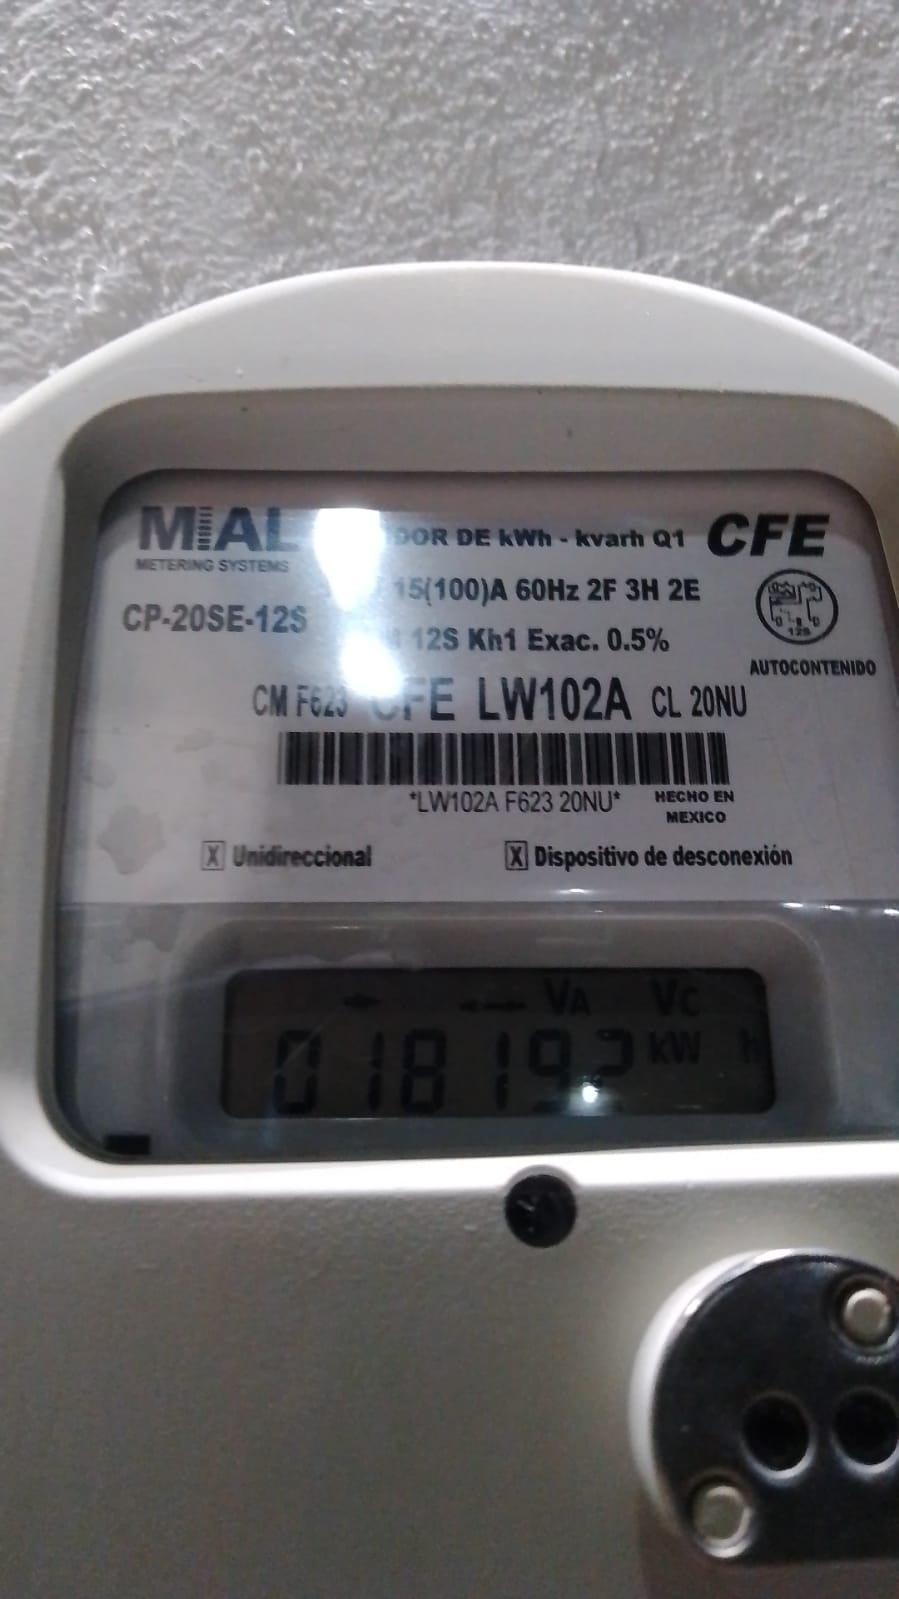 MIAL
METERING SYSTEMS
DE kWh - kvarh Q1
CFE
15(100)A 60Hz 2F 3H 2E
CP-20SE-12S
12S Kh1 Exac. 0.5%
12S
AUTOCONTENIDO
CM F623 CFE LW102A CL 20NU
*LW102A F623 20NU*
HECHO EN
MEXICO
X Unidireccional
X Dispositivo de desconexión
VA VC
018192 kW h